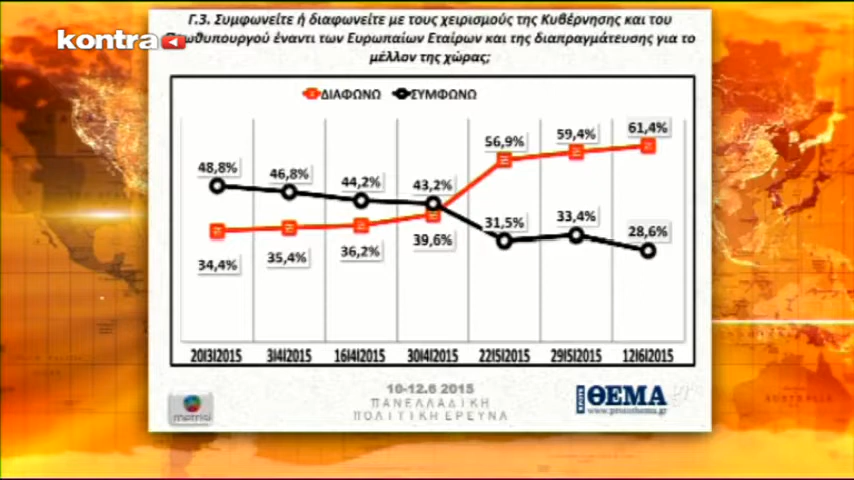 Γ.3. Συμφωνείτε ή διαφωνείτε με τους χειρισμούς της Κυβέρνησης και του
kontra
Πρωθυπουργού έναντι των Ευρωπαίων Εταίρων και της διαπραγμάτευσης για το
μέλλον της χώρας;
ΔΙΑΦΩΝΩ ΣΥΜΦΩΝΩ
48,8% 46,8% 44,2% 43,2% 56,9% 59,4% 61,4%
34,4% 35,4% 36,2% 39,6% 31,5% 33,4% 28,6%
20|3|2015 3|4|2015 16|4|2015 30|4|2015 22|5|2015 29|5|2015 12|6|2015
10-12.6 2015
ΠΑΝΕΛΛΑΔΙΚΗ
ΠΟΛΙΤΙΚΗ ΕΡΕΥΝΑ
ΘΕΜΑ
www.protothema.gr
AUSTRALIA